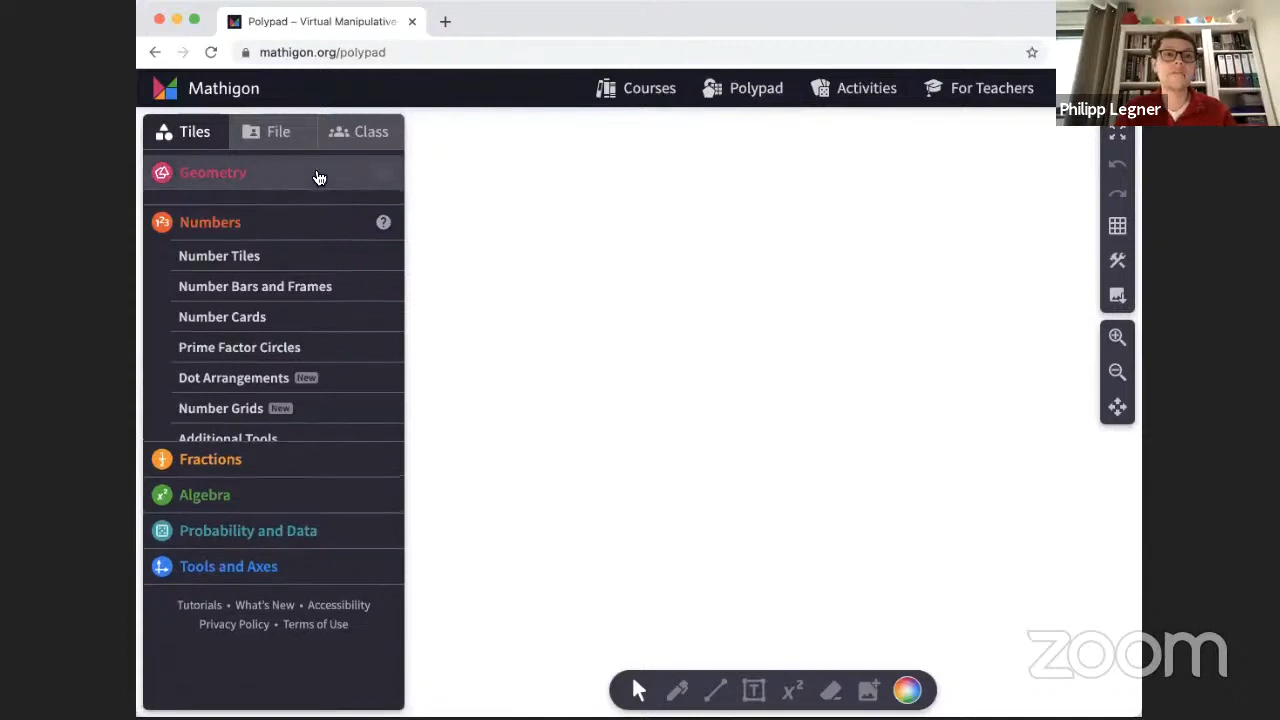 Polypad – Virtual Manipulative
mathigon.org/polypad
Mathigon
Courses
Polypad
Activities
For Teachers
Philipp Legner
Tiles
File
Class
Geometry
Numbers
?
Number Tiles
Number Bars and Frames
Number Cards
Prime Factor Circles
Dot Arrangements New
Number Grids New
Additional Tools
Fractions
Algebra
Probability and Data
Tools and Axes
Tutorials • What's New • Accessibility
Privacy Policy • Terms of Use
T
x²
zoom